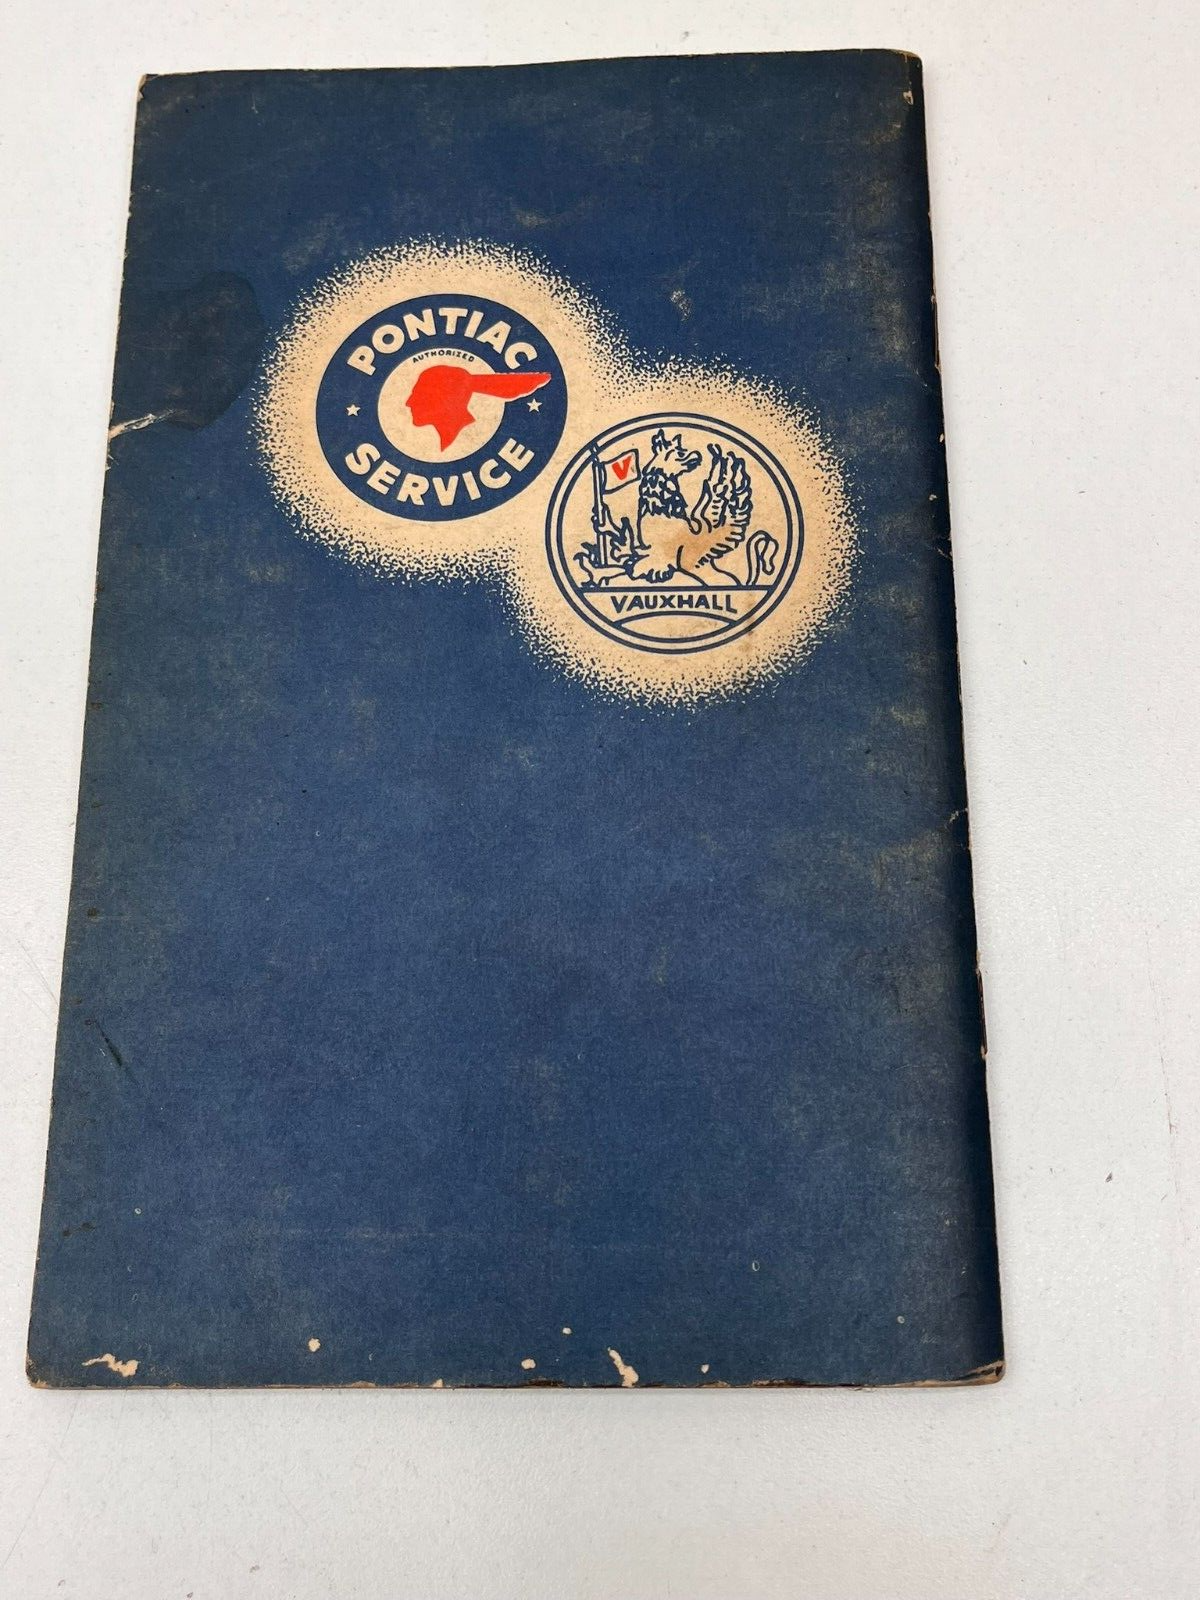 PONTIAC
AUTHORIZED
SERVICE
V
VAUXHALL